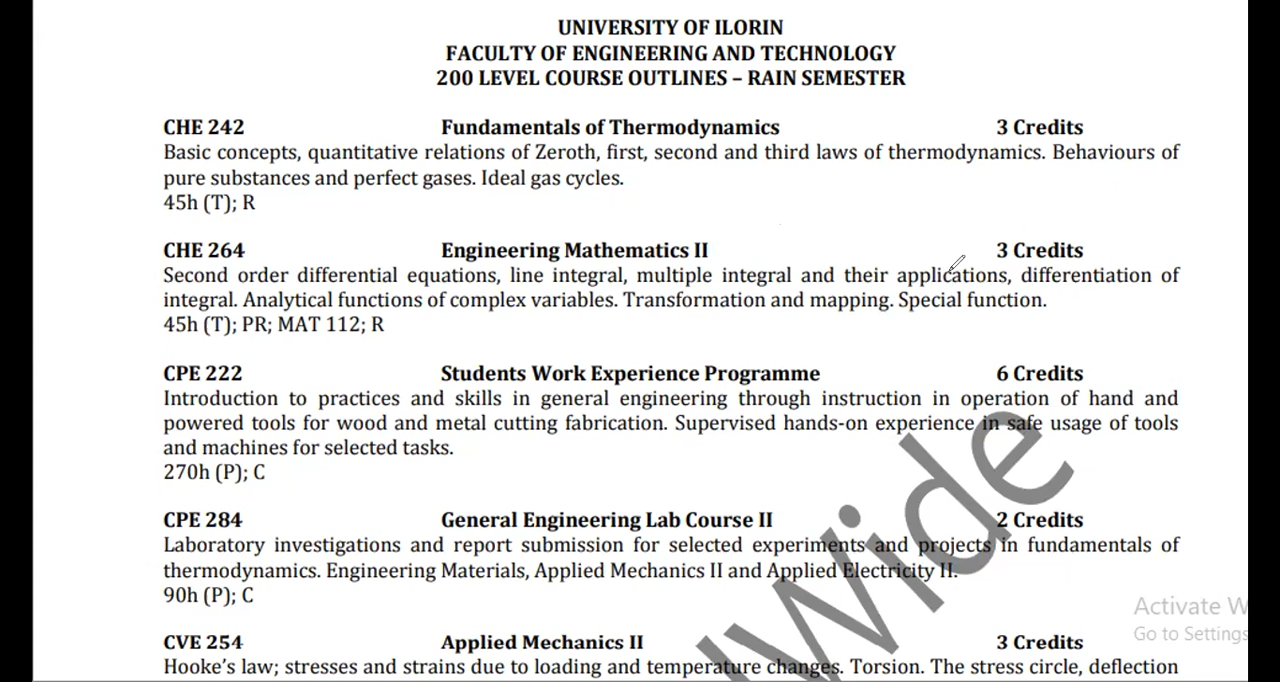 UNIVERSITY OF ILORIN
FACULTY OF ENGINEERING AND TECHNOLOGY
200 LEVEL COURSE OUTLINES – RAIN SEMESTER
CHE 242 Fundamentals of Thermodynamics 3 Credits
Basic concepts, quantitative relations of Zeroth, first, second and third laws of thermodynamics. Behaviours of
pure substances and perfect gases. Ideal gas cycles.
45h (T); R
CHE 264 Engineering Mathematics II 3 Credits
Second order differential equations, line integral, multiple integral and their applications, differentiation of
integral. Analytical functions of complex variables. Transformation and mapping. Special function.
45h (T); PR; MAT 112; R
CPE 222 Students Work Experience Programme 6 Credits
Introduction to practices and skills in general engineering through instruction in operation of hand and
powered tools for wood and metal cutting fabrication. Supervised hands-on experience in safe usage of tools
and machines for selected tasks.
270h (P); C
CPE 284 General Engineering Lab Course II 2 Credits
Laboratory investigations and report submission for selected experiments and projects in fundamentals of
thermodynamics. Engineering Materials, Applied Mechanics II and Applied Electricity II.
90h (P); C
CVE 254 Applied Mechanics II 3 Credits
Hooke's law; stresses and strains due to loading and temperature changes. Torsion. The stress circle, deflection
Wide
Activate W
Go to Settings